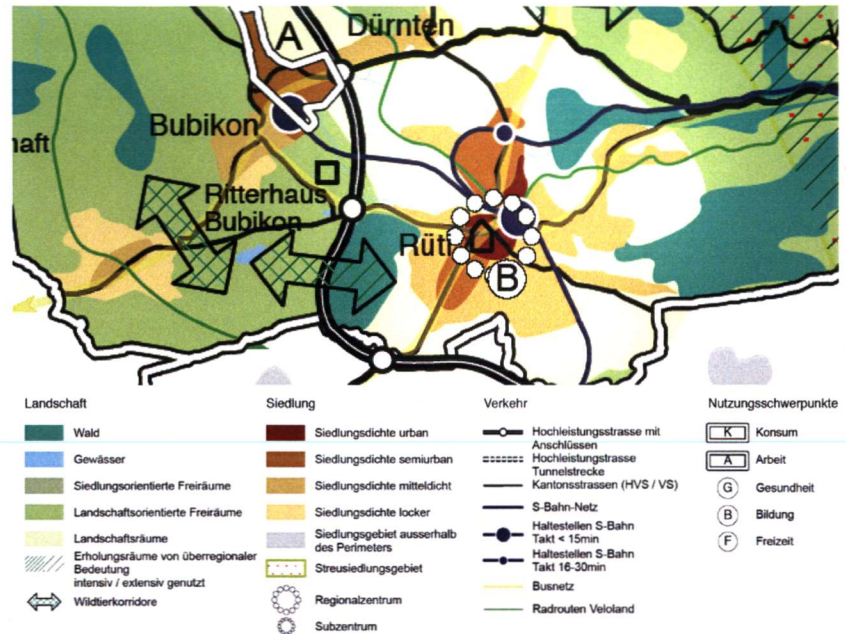 A
Dürnten
Bubikon
haft
Ritterhaus
Bubikon
Rüti
B
Landschaft
Wald
Gewässer
Siedlungsorientierte Freiräume
Landschaftsorientierte Freiräume
Landschaftsräume
Erholungsräume von überregionaler
Bedeutung
intensiv / extensiv genutzt
Wildtierkorridore
Siedlung
Siedlungsdichte urban
Siedlungsdichte semiurban
Siedlungsdichte mitteldicht
Siedlungsdichte locker
Siedlungsgebiet ausserhalb
des Perimeters
Streusiedlungsgebiet
Regionalzentrum
Subzentrum
Verkehr
Hochleistungsstrasse mit
Anschlüssen
Hochleistungstrasse
Tunnelstrecke
Kantonsstrassen (HVS / VS)
S-Bahn-Netz
Haltestellen S-Bahn
Takt < 15min
Haltestellen S-Bahn
Takt 16-30min
Busnetz
Radrouten Veloland
Nutzungsschwerpunkte
K Konsum
A Arbeit
G Gesundheit
B Bildung
F Freizeit